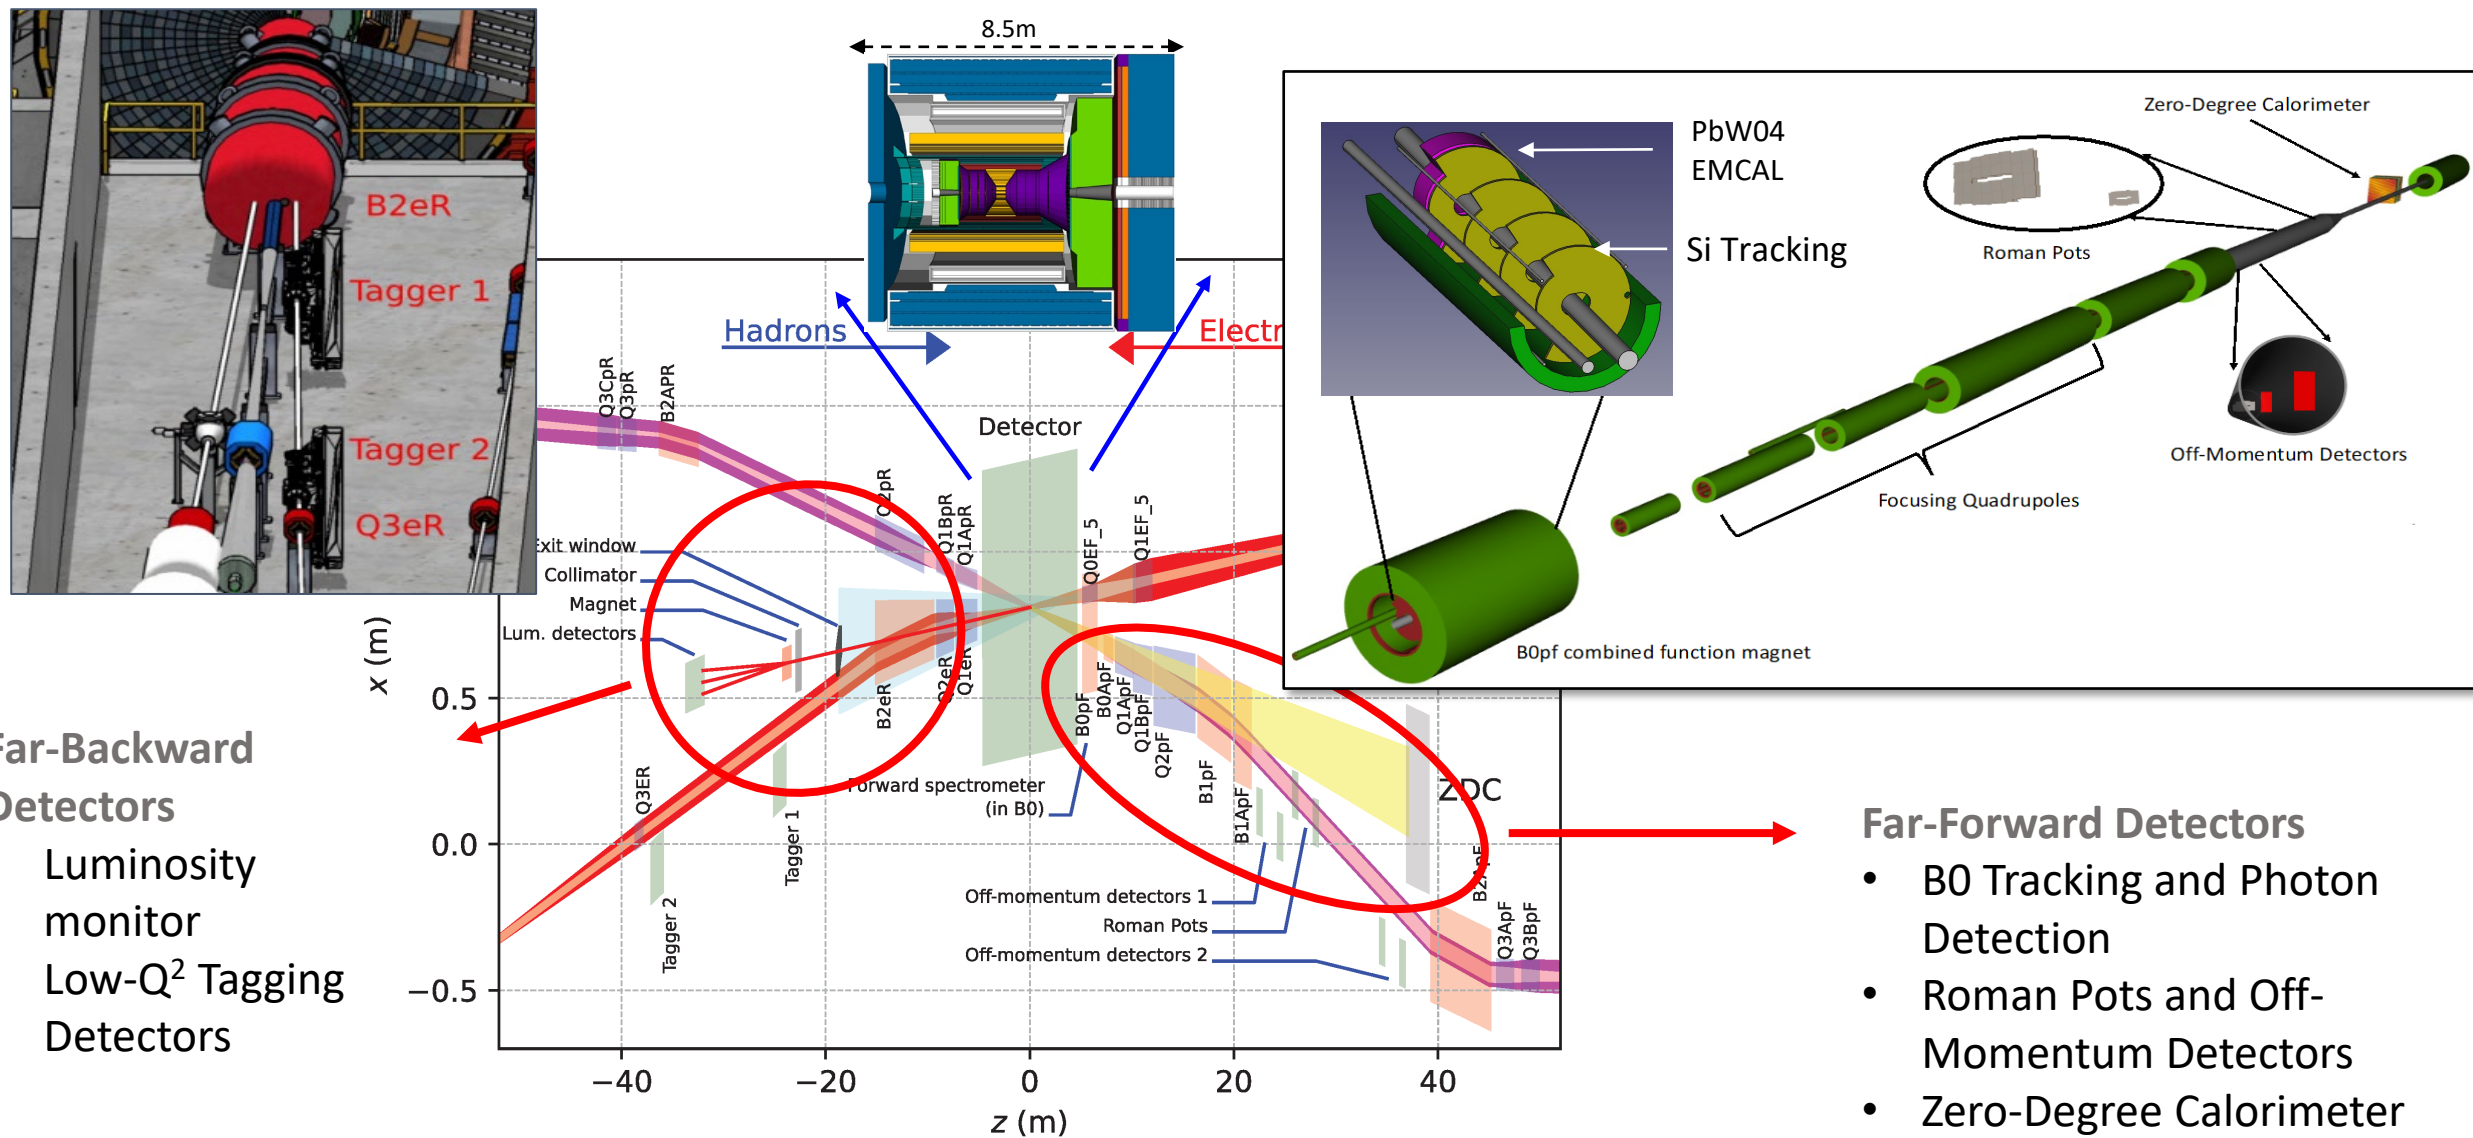 8.5m
B2eR
Tagger 1
Tagger 2
Q3eR
PbW04
EMCAL
Si Tracking
Zero-Degree Calorimeter
Roman Pots
Off-Momentum Detectors
Focusing Quadrupoles
B0pf combined function magnet
Hadrons
Electr
Detector
Q3CpR
Q3pR
B2APR
Q2pR
Q1BpR
Q1ApR
Q0EF_5
Q1EF_5
Exit window
Collimator
Magnet
Lum. detectors
B2eR
Q2eR
Q1eR
B0pF
B0ApF
Q1ApF
Q1BpF
Q2pF
B1pF
B1ApF
ZDC
B2ApF
Q3ApF
Q3BpF
Q3ER
Tagger 1
Tagger 2
Forward spectrometer
(in B0)
Off-momentum detectors 1
Roman Pots
Off-momentum detectors 2
x (m)
0.5
0.0
−0.5
−40
−20
0
20
40
z (m)
Far-Backward
Detectors
Luminosity
monitor
Low-Q² Tagging
Detectors
Far-Forward Detectors
• B0 Tracking and Photon
Detection
• Roman Pots and Off-
Momentum Detectors
• Zero-Degree Calorimeter